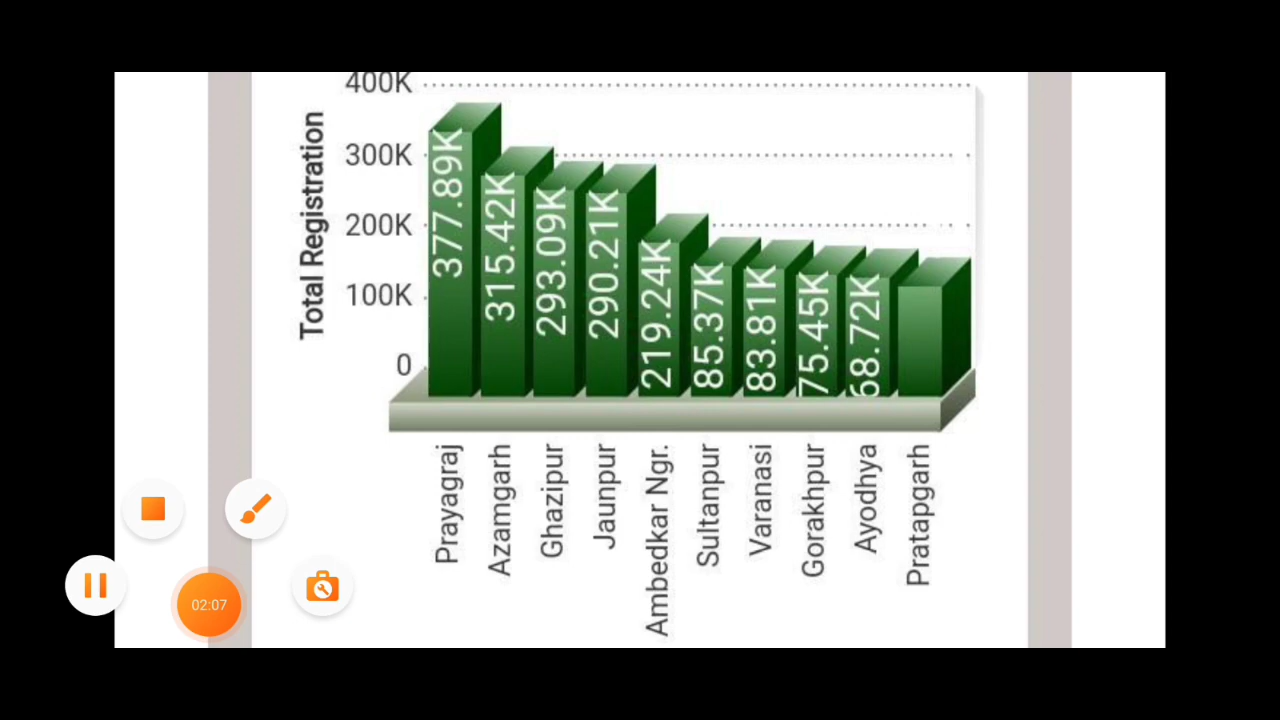 Total Registration
400K
300K
200K
100K
0
377.89K
315.42K
293.09K
290.21K
219.24K
85.37K
83.81K
75.45K
68.72K
Prayagraj
Azamgarh
Ghazipur
Jaunpur
Ambedkar Ngr.
Sultanpur
Varanasi
Gorakhpur
Ayodhya
Pratapgarh
02:07